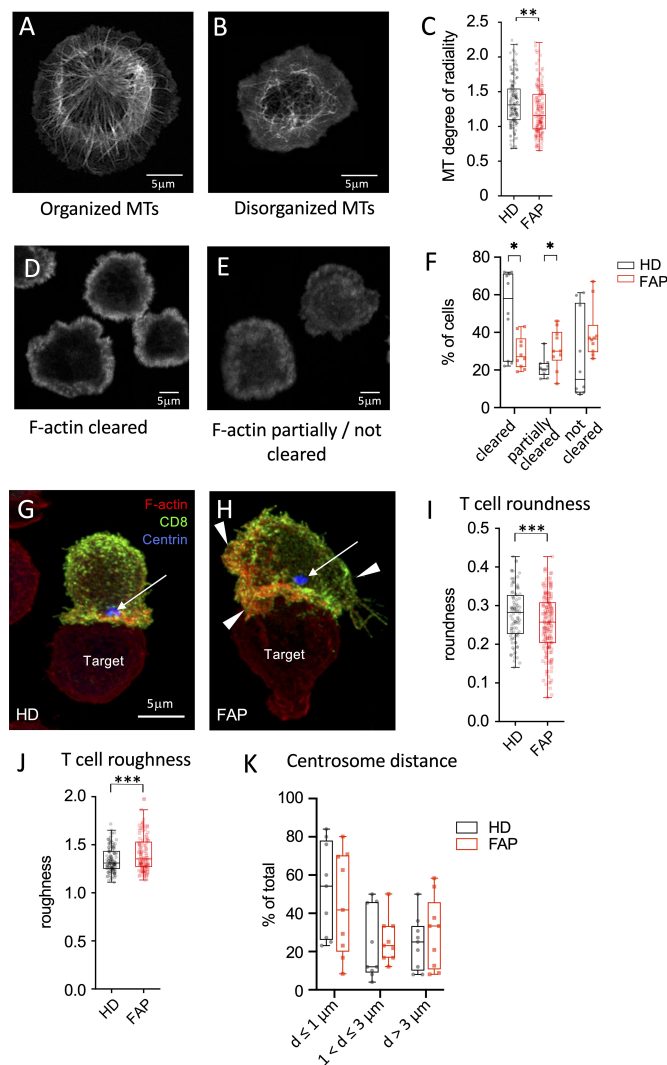 A
B
5µm
5µm
Organized MTs
Disorganized MTs
C
**
2.5
2.0
1.5
1.0
0.5
0
MT degree of radiality
HD
FAP
D
E
5µm
5µm
F-actin cleared
F-actin partially / not
cleared
F
*
*
HD
FAP
80
60
40
20
0
% of cells
cleared
partially
cleared
not
cleared
G
F-actin
CD8
Centrin
Target
HD
5µm
H
Target
FAP
I
T cell roundness
***
0.5
0.4
0.3
0.2
0.1
0.0
roundness
HD
FAP
J
T cell roughness
***
2.0
1.5
1.0
0.5
0.0
roughness
HD
FAP
K
Centrosome distance
HD
FAP
100
80
60
40
20
0
% of total
d ≤ 1 µm
1 < d ≤ 3 µm
d > 3 µm